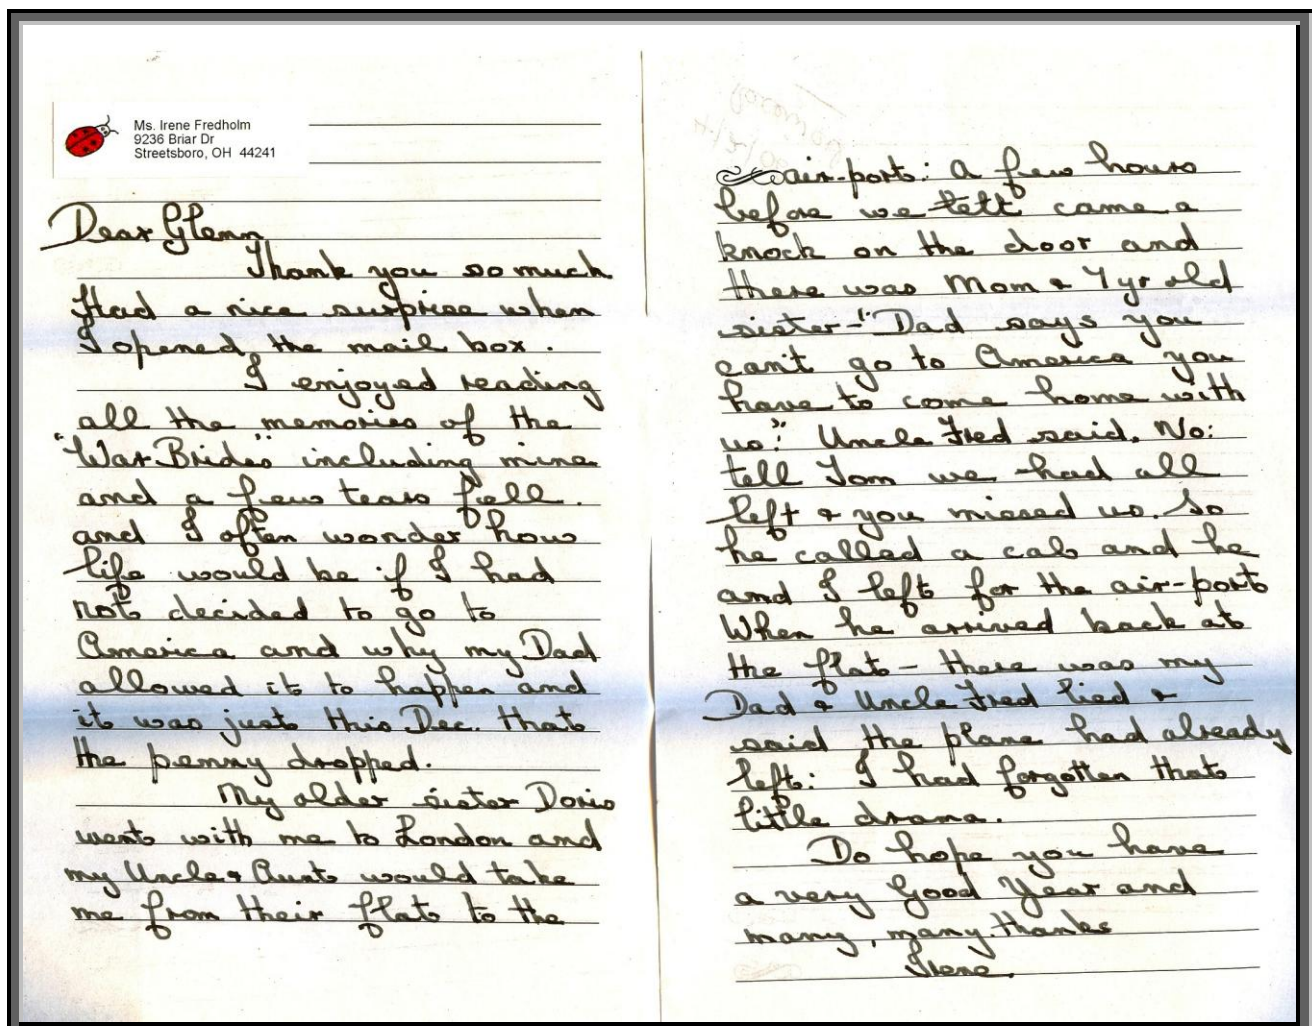 Ms. Irene Fredholm
9236 Briar Dr
Streetsboro, OH 44241
Dear Glenn
Thank you so much
Had a nice surprise when
I opened the mail box.
I enjoyed reading
all the memories of the
"War Brides" including mine
and a few tears fell.
and I often wonder how
life would be if I had
not decided to go to
America and why my Dad
allowed it to happen and
it was just this Dec. that
the penny dropped.
My older sister Doris
went with me to London and
my Uncle & Aunt would take
me from their flat to the
air-port: A few hours
before we left came a
knock on the door and
there was Mom & 7yr old
sister-"Dad says you
can't go to America you
have to come home with
us". Uncle Fred said. No:
tell Tom we had all
left & you missed us. So
he called a cab and he
and I left for the air-port
When he arrived back at
the flat - there was my
Dad & Uncle Fred lied &
said the plane had already
left: I had forgotten that
little drama.
Do hope you have
a very Good Year and
many, many thanks
Irene.